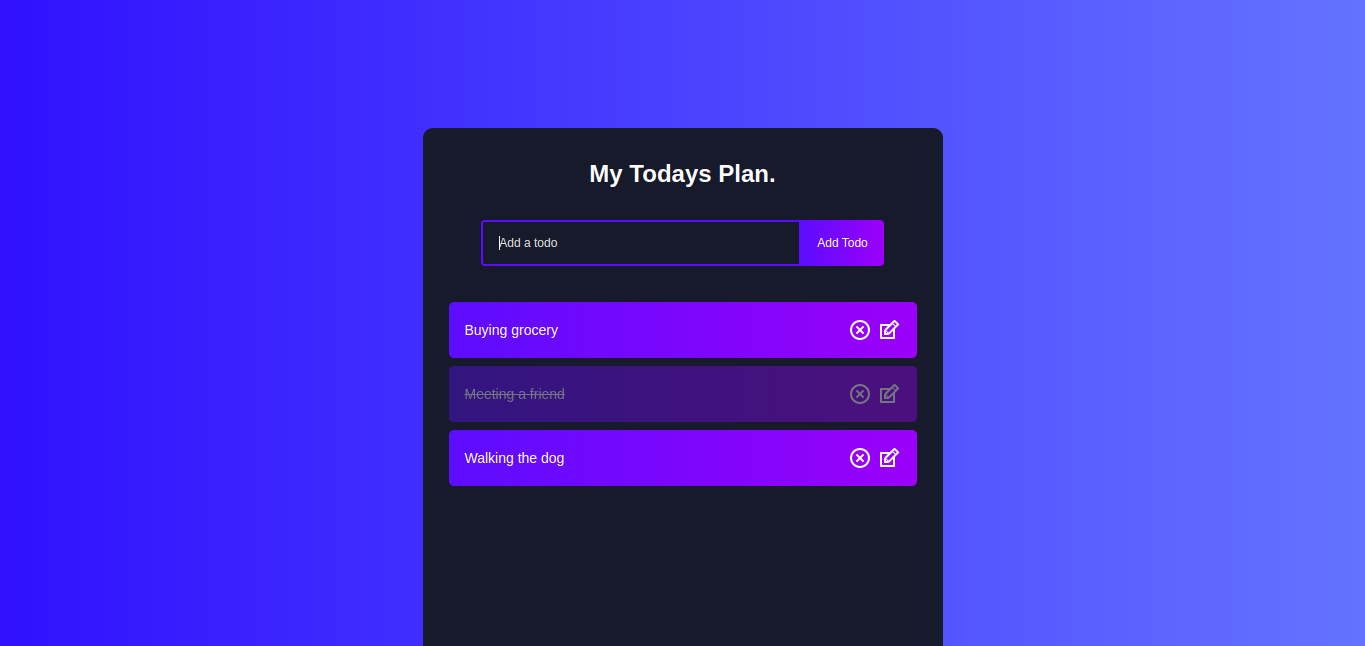 My Todays Plan.
Add a todo
Add Todo
Buying grocery
Meeting a friend
Walking the dog